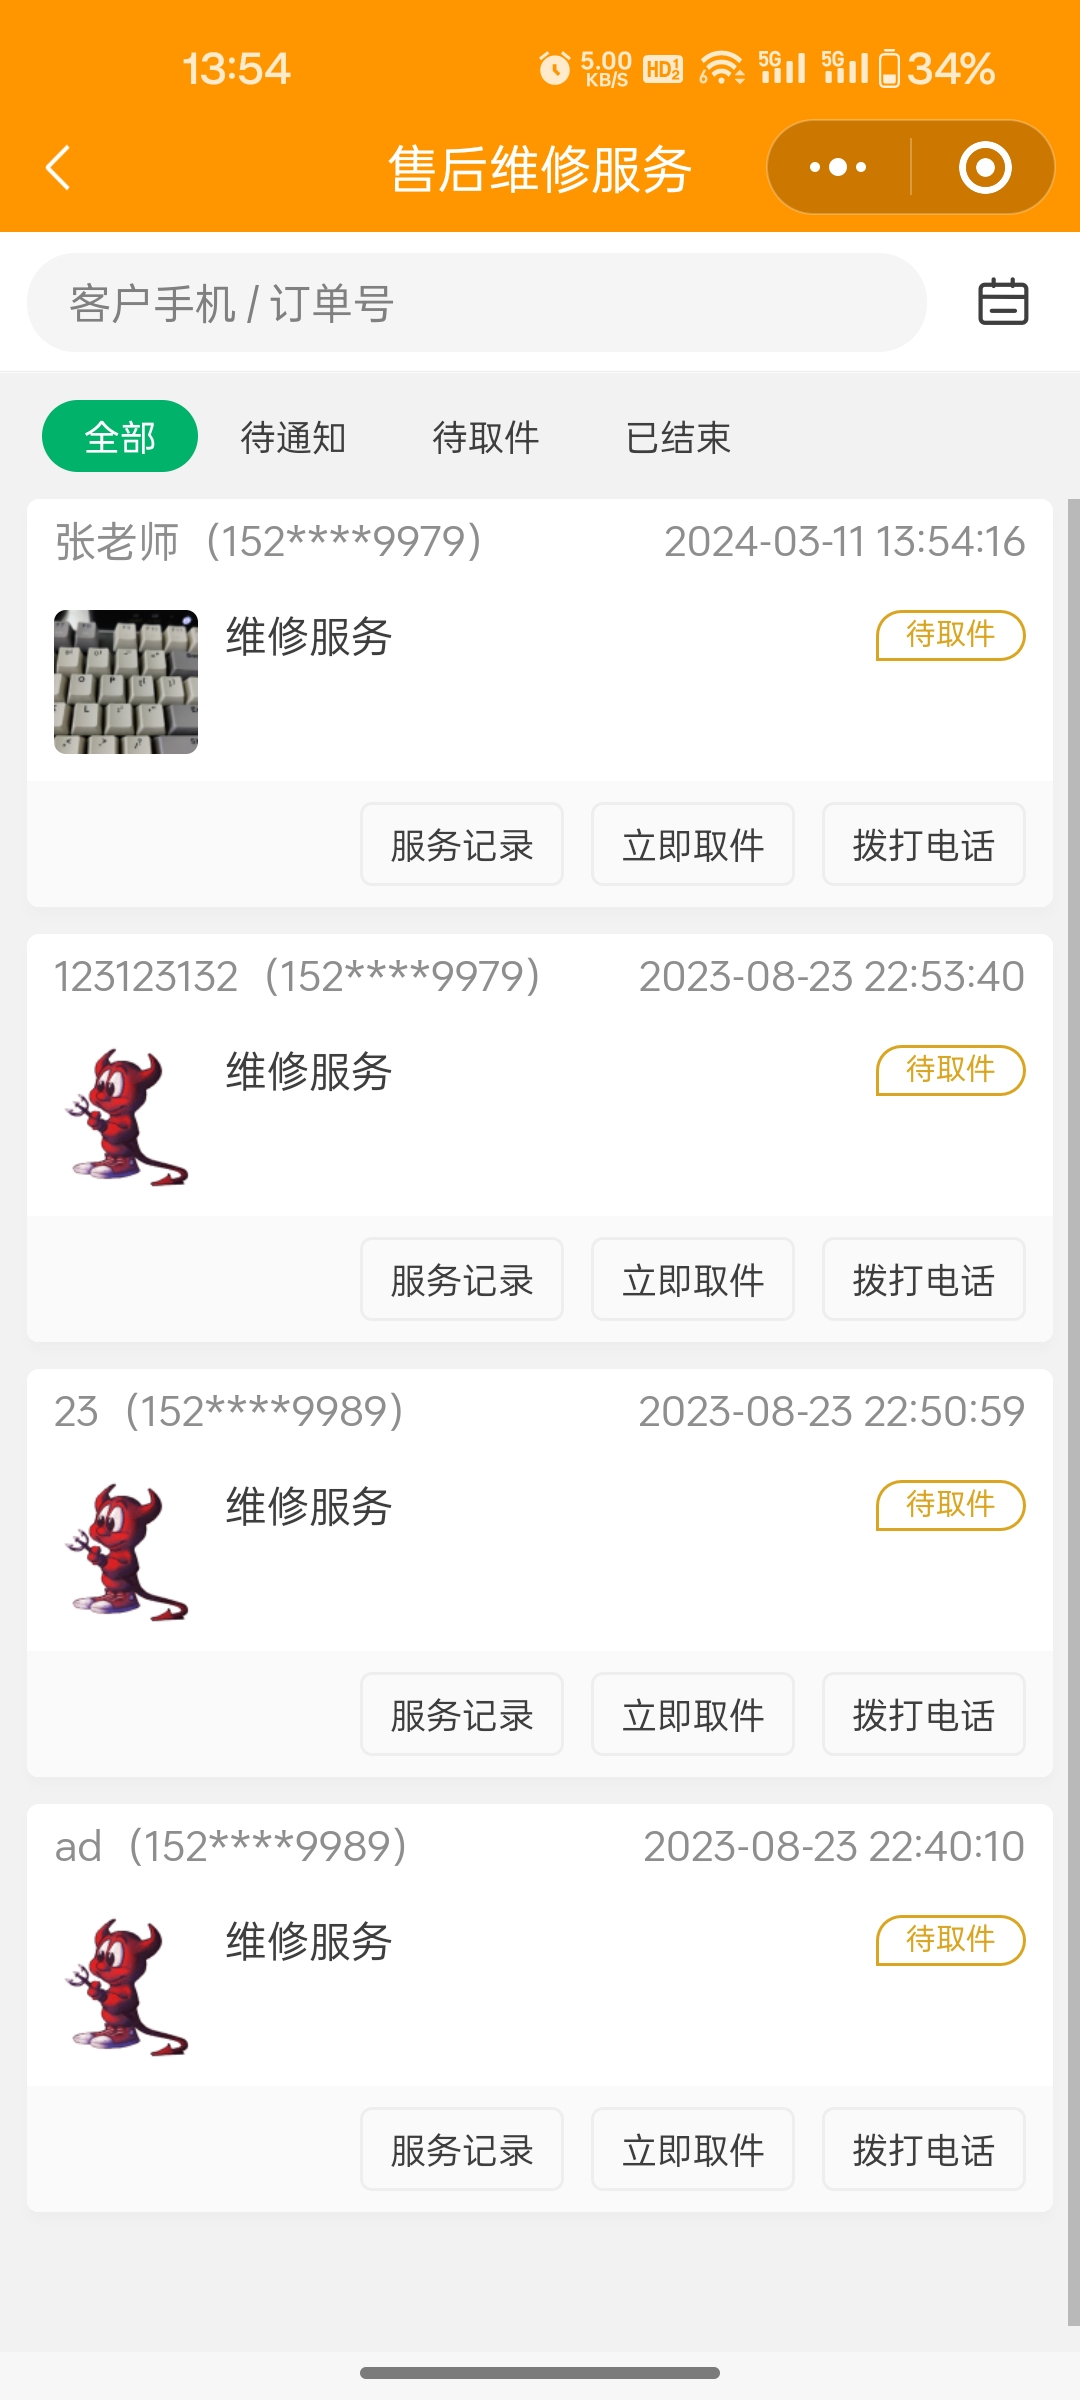 13:54
5.00 KB/S HD 1 2 6 5G 5G 34%
售后维修服务
客户手机 / 订单号
全部 待通知 待取件 已结束
张老师（152****9979） 2024-03-11 13:54:16
维修服务 待取件
服务记录 立即取件 拨打电话
123123132（152****9979） 2023-08-23 22:53:40
维修服务 待取件
服务记录 立即取件 拨打电话
23（152****9989） 2023-08-23 22:50:59
维修服务 待取件
服务记录 立即取件 拨打电话
ad（152****9989） 2023-08-23 22:40:10
维修服务 待取件
服务记录 立即取件 拨打电话